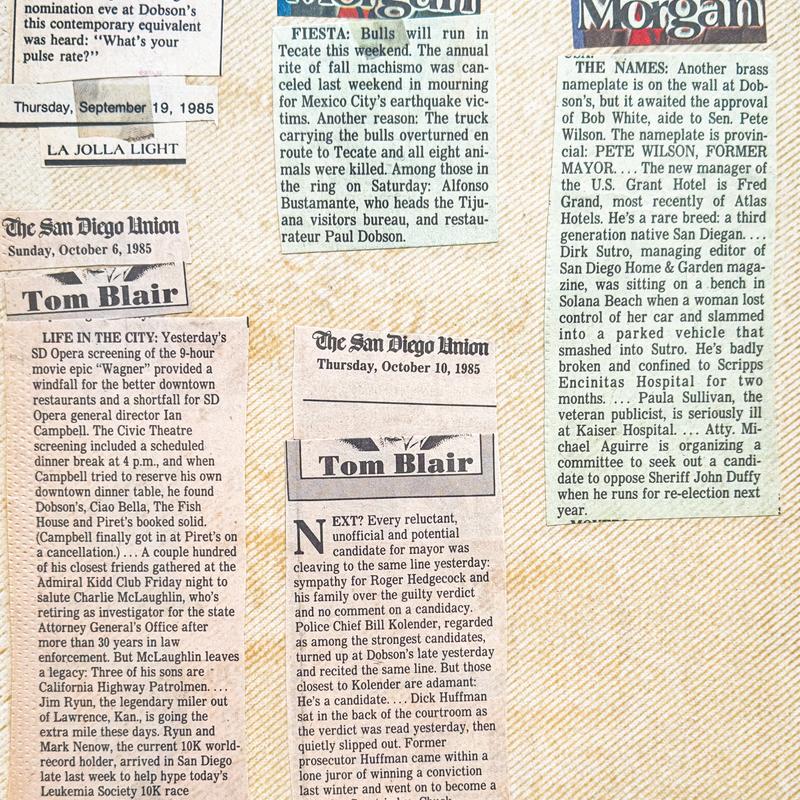 nomination eve at Dobson's
this contemporary equivalent
was heard: "What's your
pulse rate?"
Thursday, September 19, 1985
LA JOLLA LIGHT
The San Diego Union
Sunday, October 6, 1985
Tom Blair
LIFE IN THE CITY: Yesterday's
SD Opera screening of the 9-hour
movie epic "Wagner" provided a
windfall for the better downtown
restaurants and a shortfall for SD
Opera general director Ian
Campbell. The Civic Theatre
screening included a scheduled
dinner break at 4 p.m., and when
Campbell tried to reserve his own
downtown dinner table, he found
Dobson's, Ciao Bella, The Fish
House and Piret's booked solid.
(Campbell finally got in at Piret's on
a cancellation.) ... A couple hundred
of his closest friends gathered at the
Admiral Kidd Club Friday night to
salute Charlie McLaughlin, who's
retiring as investigator for the state
Attorney General's Office after
more than 30 years in law
enforcement. But McLaughlin leaves
a legacy: Three of his sons are
California Highway Patrolmen. ...
Jim Ryun, the legendary miler out
of Lawrence, Kan., is going the
extra mile these days. Ryun and
Mark Nenow, the current 10K world-
record holder, arrived in San Diego
late last week to help hype today's
Leukemia Society 10K race
Morgan
FIESTA: Bulls will run in
Tecate this weekend. The annual
rite of fall machismo was can-
celed last weekend in mourning
for Mexico City's earthquake vic-
tims. Another reason: The truck
carrying the bulls overturned en
route to Tecate and all eight ani-
mals were killed. Among those in
the ring on Saturday: Alfonso
Bustamante, who heads the Tiju-
ana visitors bureau, and restau-
rateur Paul Dobson.
The San Diego Union
Thursday, October 10, 1985
Tom Blair
NEXT? Every reluctant,
unofficial and potential
candidate for mayor was
cleaving to the same line yesterday:
sympathy for Roger Hedgecock and
his family over the guilty verdict
and no comment on a candidacy.
Police Chief Bill Kolender, regarded
as among the strongest candidates,
turned up at Dobson's late yesterday
and recited the same line. But those
closest to Kolender are adamant:
He's a candidate. ... Dick Huffman
sat in the back of the courtroom as
the verdict was read yesterday, then
quietly slipped out. Former
prosecutor Huffman came within a
lone juror of winning a conviction
last winter and went on to become a
Morgan
THE NAMES: Another brass
nameplate is on the wall at Dob-
son's, but it awaited the approval
of Bob White, aide to Sen. Pete
Wilson. The nameplate is provin-
cial: PETE WILSON, FORMER
MAYOR. ... The new manager of
the U.S. Grant Hotel is Fred
Grand, most recently of Atlas
Hotels. He's a rare breed: a third
generation native San Diegan. ...
Dirk Sutro, managing editor of
San Diego Home & Garden maga-
zine, was sitting on a bench in
Solana Beach when a woman lost
control of her car and slammed
into a parked vehicle that
smashed into Sutro. He's badly
broken and confined to Scripps
Encinitas Hospital for two
months. ... Paula Sullivan, the
veteran publicist, is seriously ill
at Kaiser Hospital. ... Atty. Mi-
chael Aguirre is organizing a
committee to seek out a candi-
date to oppose Sheriff John Duffy
when he runs for re-election next
year.